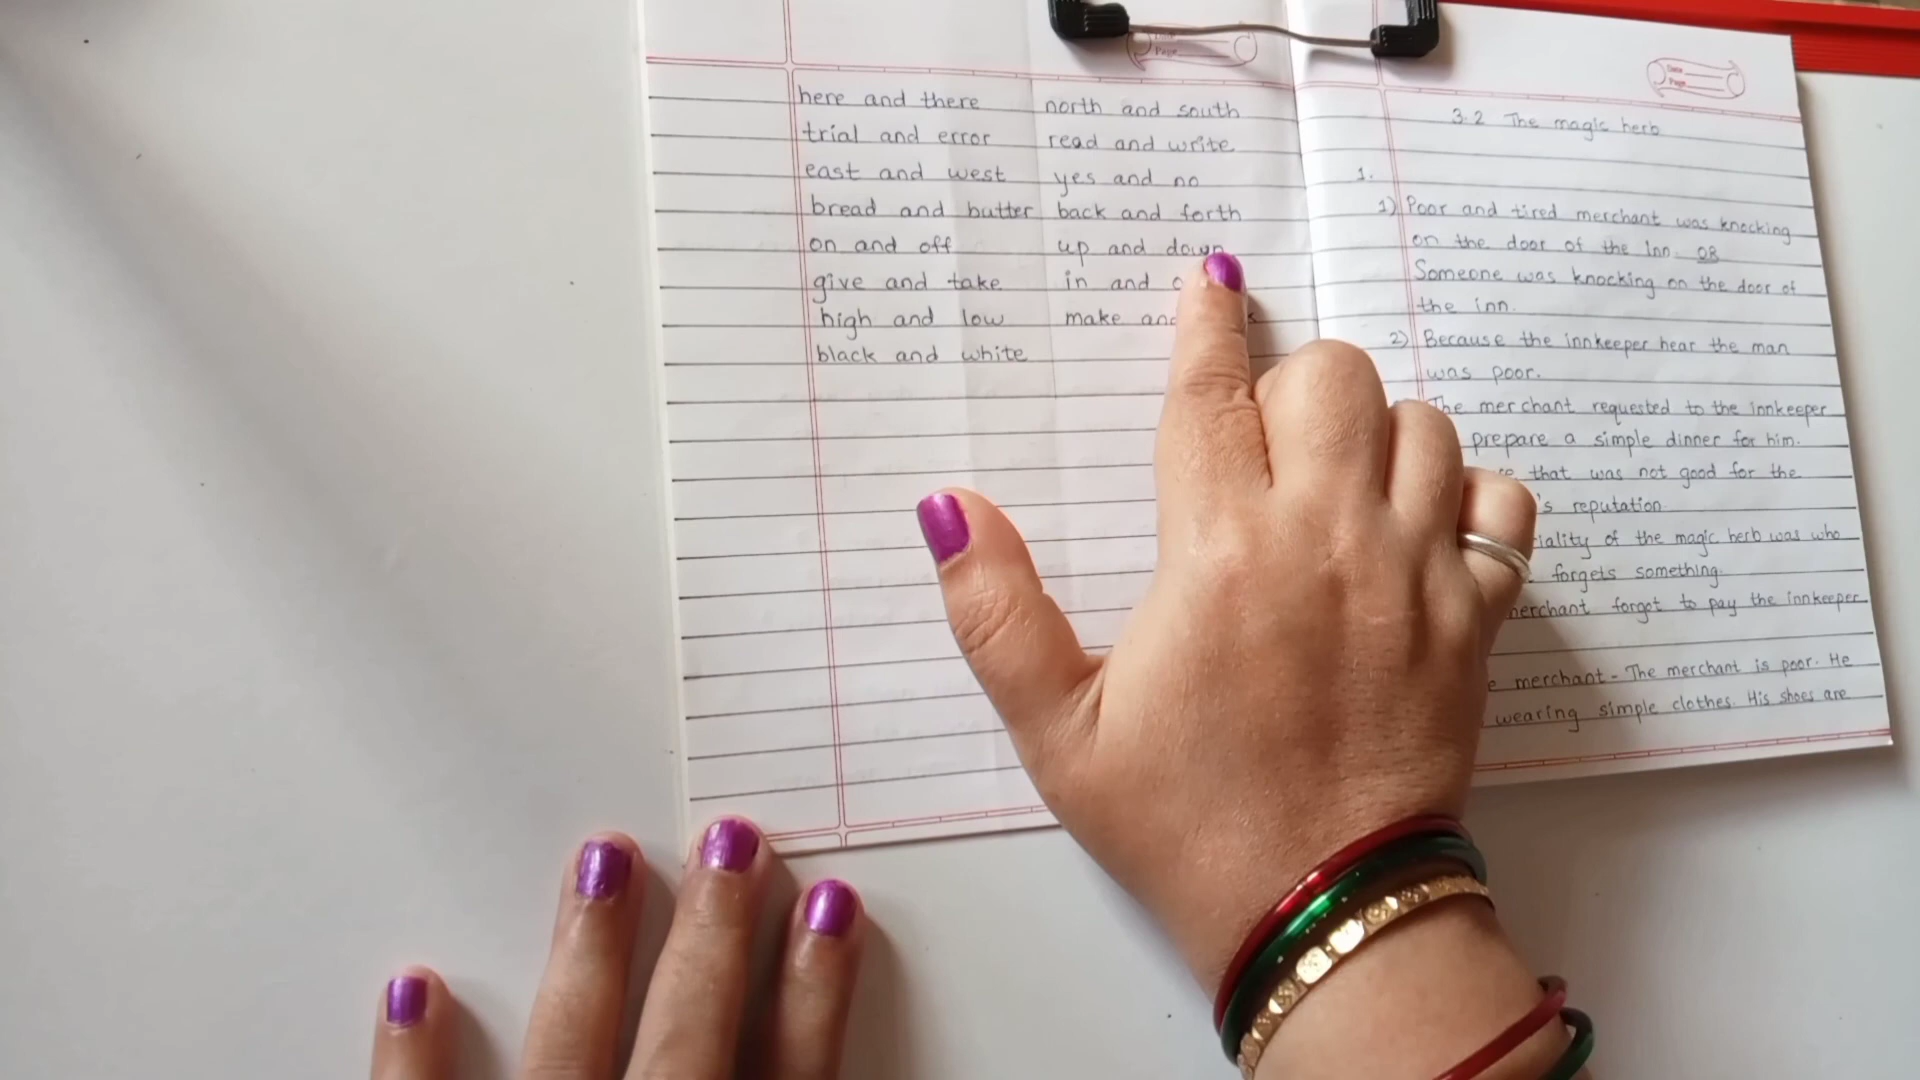 Date
Page
here and there
trial and error
east and west
bread and butter
on and off
give and take
high and low
black and white
north and south
read and write
yes and no
back and forth
up and down
in and
make and
Date
Page
3.2 The magic herb
1.
1) Poor and tired merchant was knocking
on the door of the Inn. OR
Someone was knocking on the door of
the inn.
2) Because the innkeeper hear the man
was poor.
The merchant requested to the innkeeper
prepare a simple dinner for him.
that was not good for the
's reputation
of the magic herb was who
forgets something.
merchant forgot to pay the innkeeper
merchant - The merchant is poor. He
wearing simple clothes. His shoes are